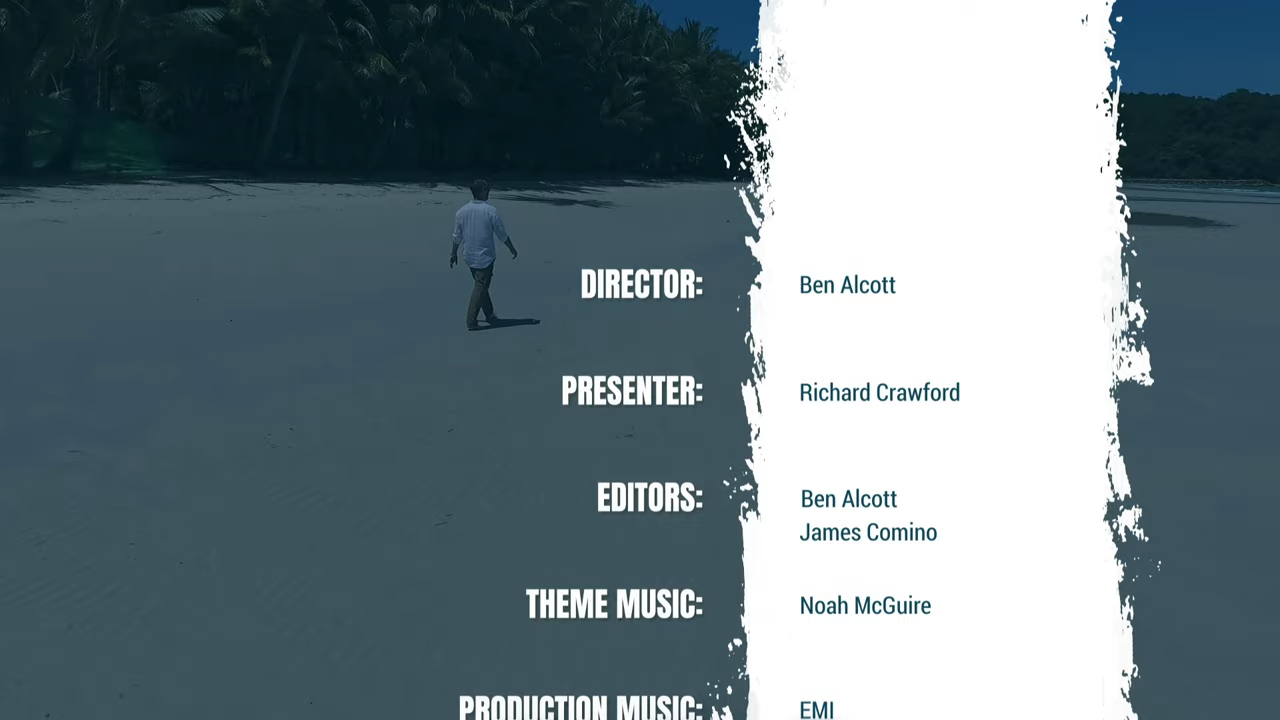 DIRECTOR: Ben Alcott
PRESENTER: Richard Crawford
EDITORS: Ben Alcott
James Comino
THEME MUSIC: Noah McGuire
PRODUCTION MUSIC: EMI